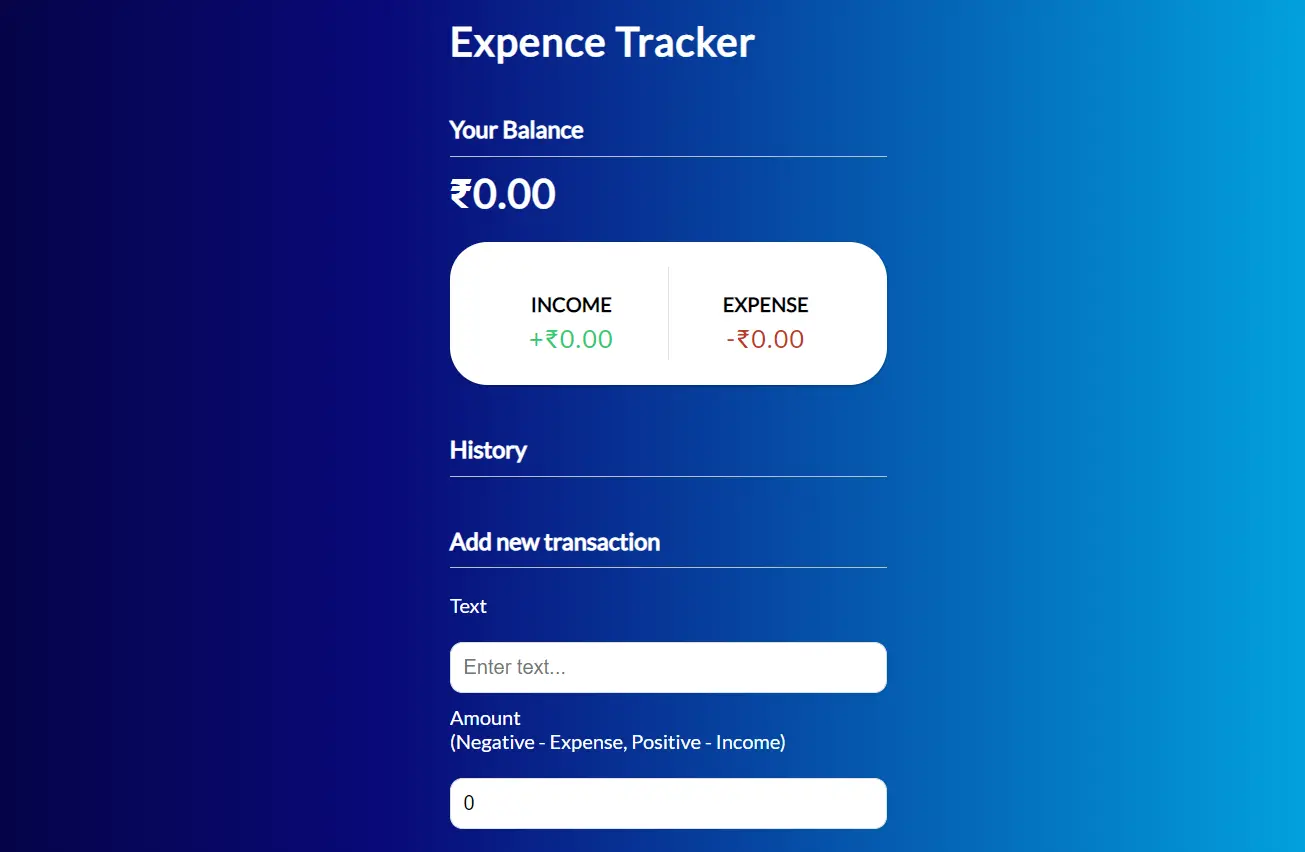 Expence Tracker
Your Balance
₹0.00
INCOME EXPENSE
+₹0.00 -₹0.00
History
Add new transaction
Text
Enter text...
Amount
(Negative - Expense, Positive - Income)
0